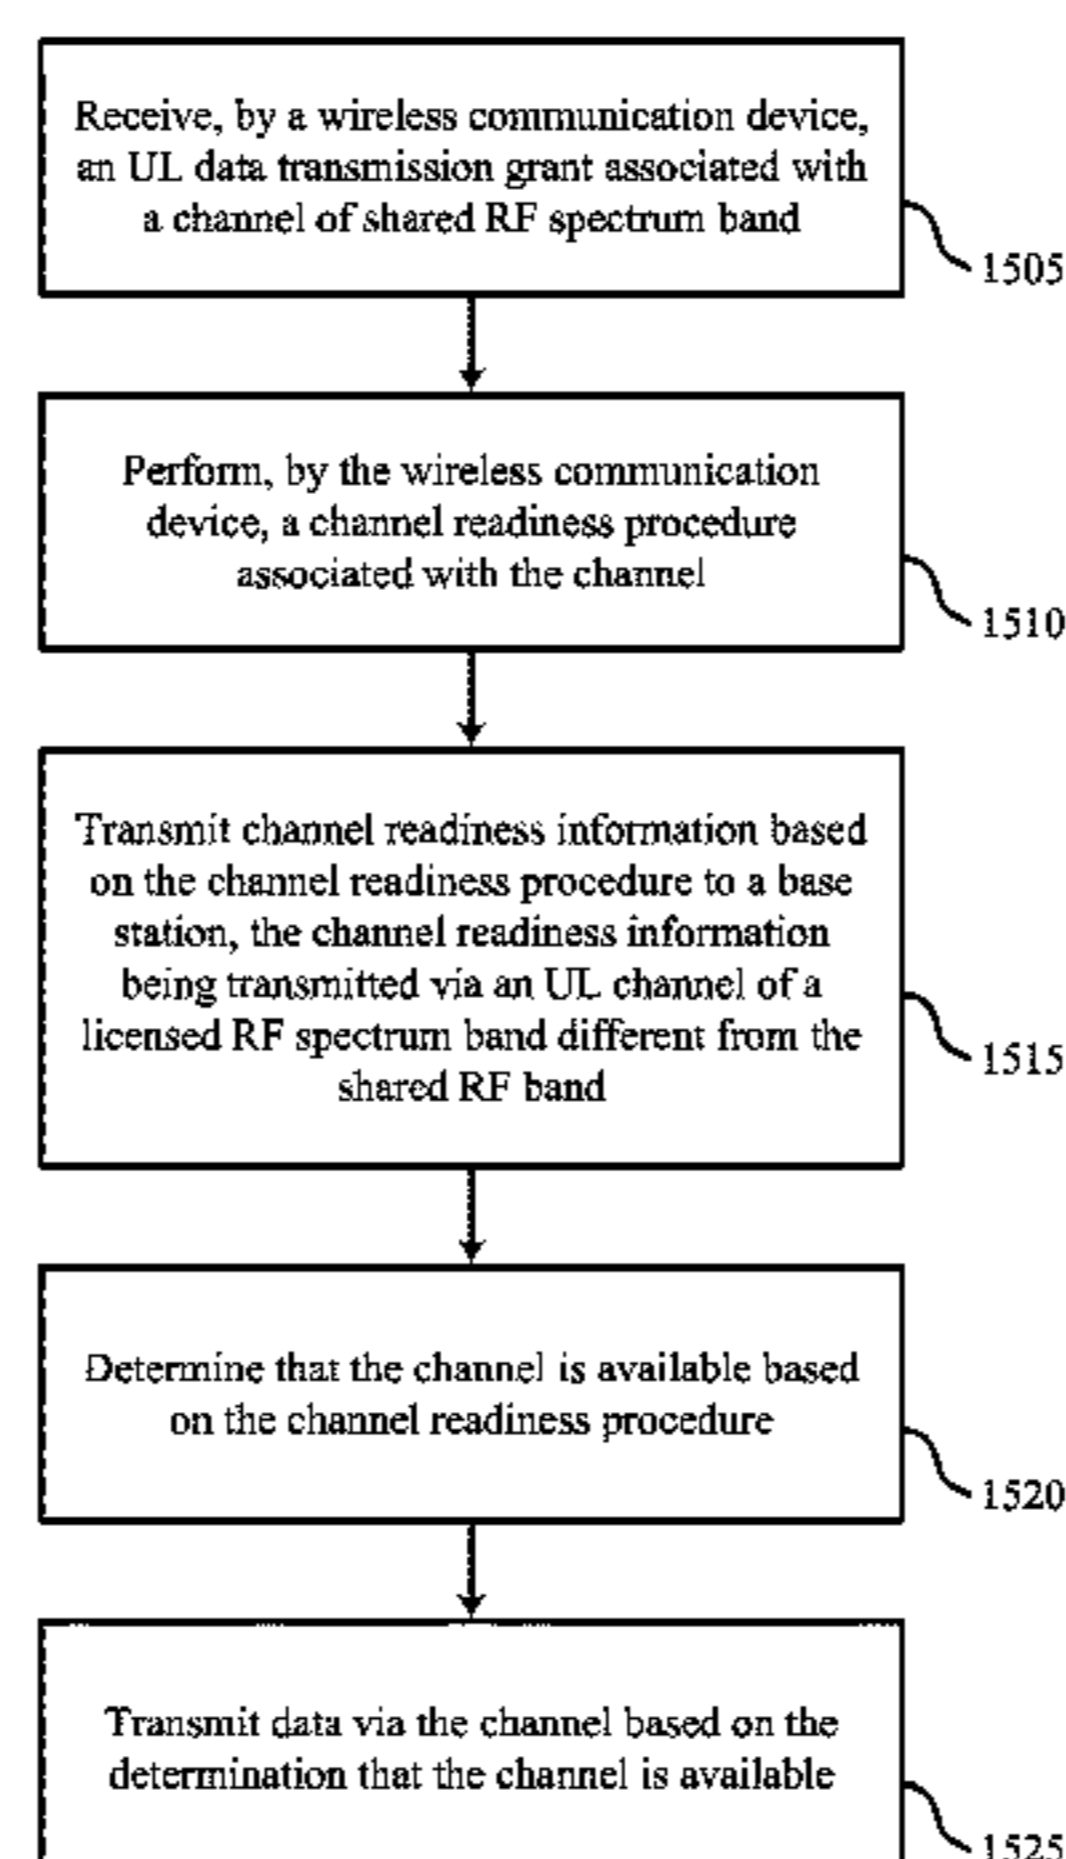 Receive, by a wireless communication device,
an UL data transmission grant associated with
a channel of shared RF spectrum band
1505
Perform, by the wireless communication
device, a channel readiness procedure
associated with the channel
1510
Transmit channel readiness information based
on the channel readiness procedure to a base
station, the channel readiness information
being transmitted via an UL channel of a
licensed RF spectrum band different from the
shared RF band
1515
Determine that the channel is available based
on the channel readiness procedure
1520
Transmit data via the channel based on the
determination that the channel is available
1525